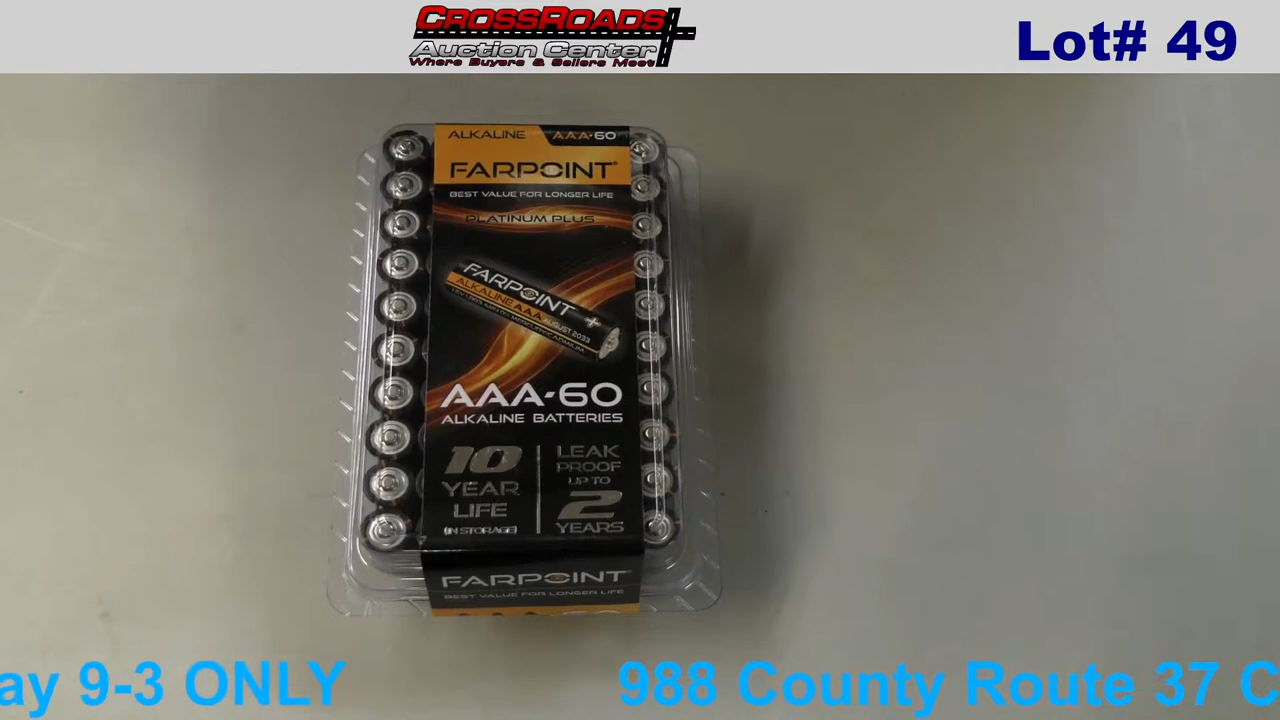 CROSSROADS
Auction Center
Where Buyers & Sellers Meet
Lot# 49
ALKALINE AAA-60
FARPOINT
BEST VALUE FOR LONGER LIFE
PLATINUM PLUS
FARPOINT
ALKALINE AAA AUGUST 2033
AAA-60
ALKALINE BATTERIES
10
YEAR
LIFE
(IN STORAGE)
LEAK
PROOF
UP TO
2
YEARS
FARPOINT
BEST VALUE FOR LONGER LIFE
ay 9-3 ONLY 988 County Route 37 C